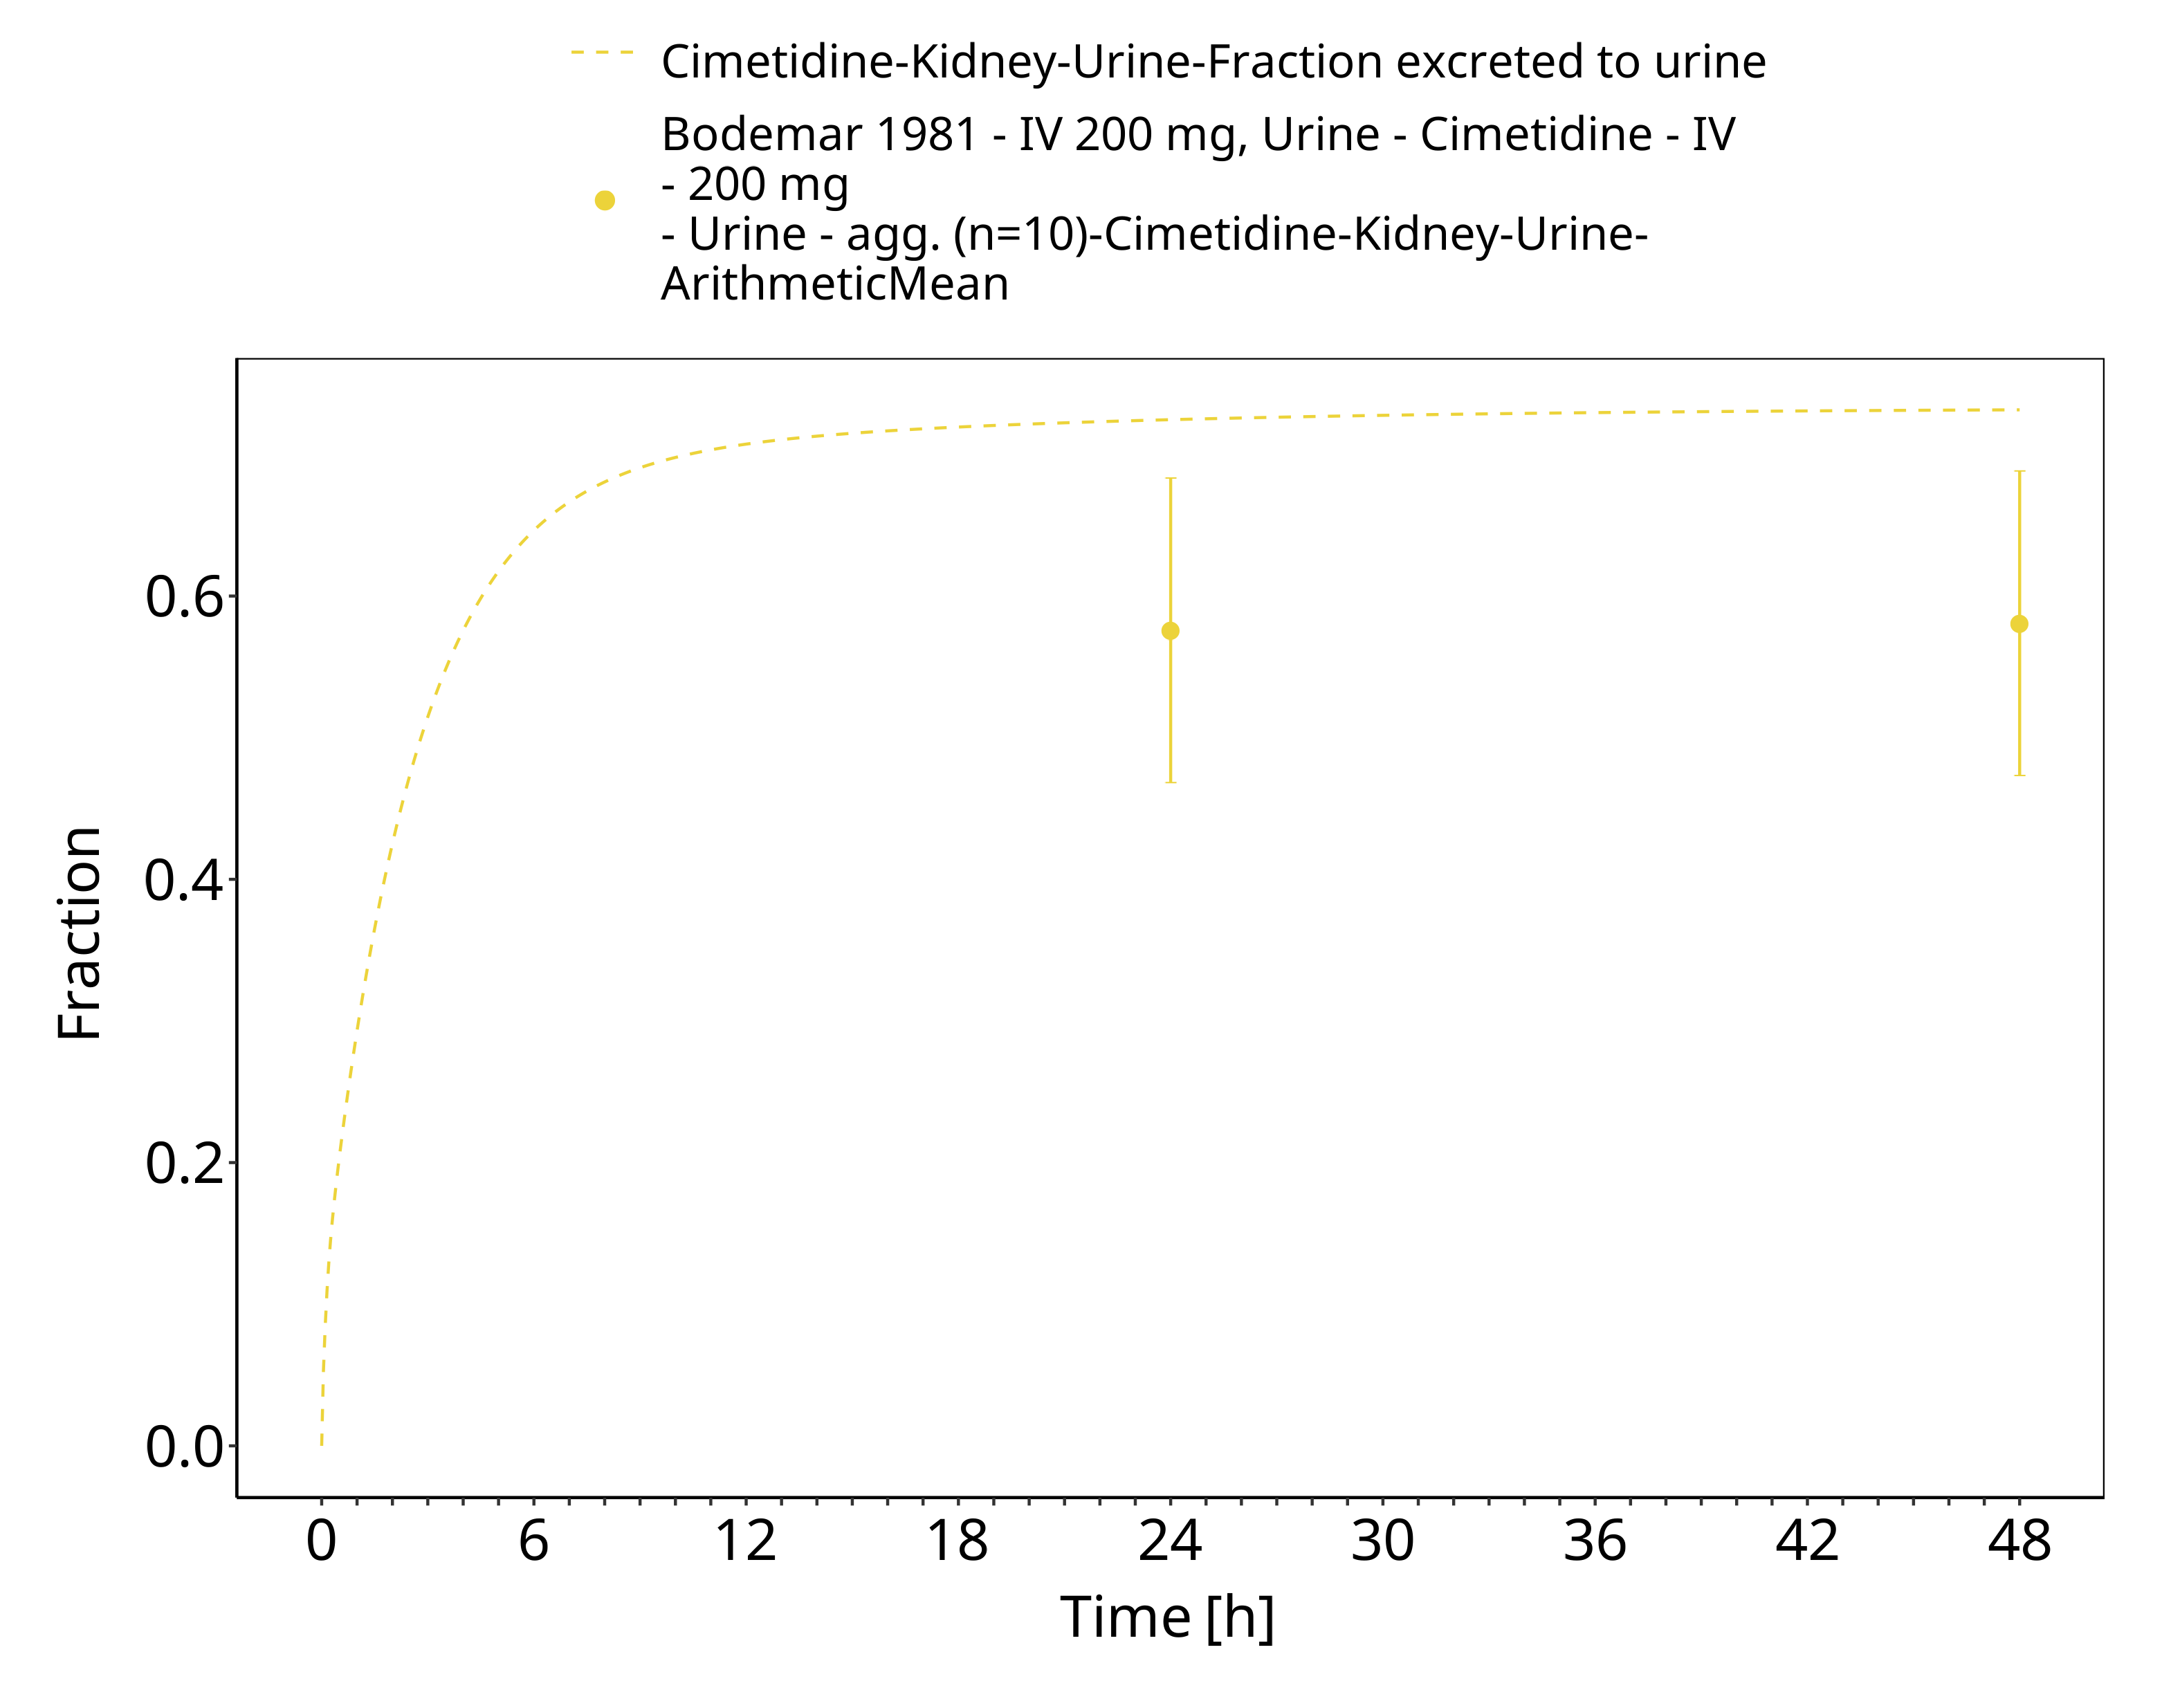 Cimetidine-Kidney-Urine-Fraction excreted to urine
Bodemar 1981 - IV 200 mg, Urine - Cimetidine - IV
- 200 mg
- Urine - agg. (n=10)-Cimetidine-Kidney-Urine-
ArithmeticMean
Fraction
0.6
0.4
0.2
0.0
0 6 12 18 24 30 36 42 48
Time [h]